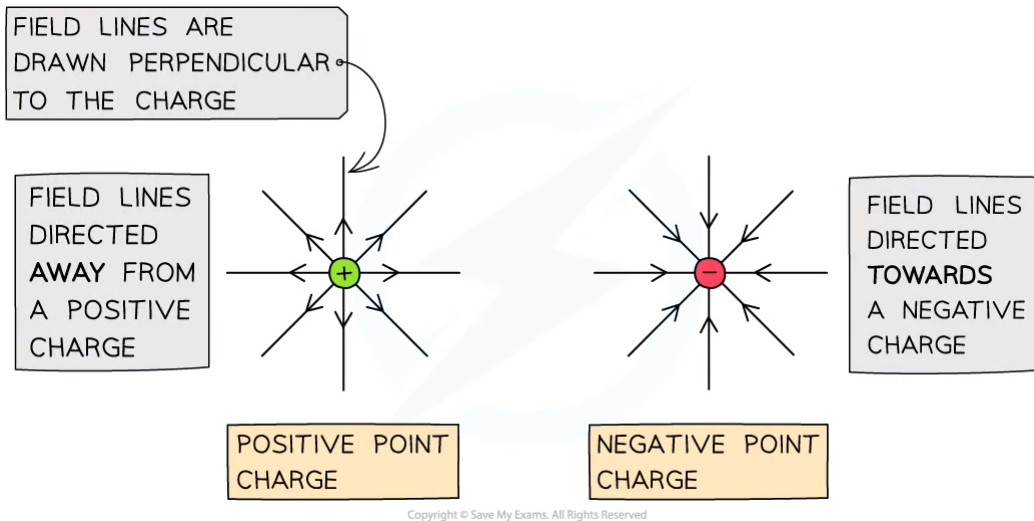 FIELD LINES ARE
DRAWN PERPENDICULAR
TO THE CHARGE
FIELD LINES
DIRECTED
AWAY FROM
A POSITIVE
CHARGE
+
−
FIELD LINES
DIRECTED
TOWARDS
A NEGATIVE
CHARGE
POSITIVE POINT
CHARGE
NEGATIVE POINT
CHARGE
Copyright © Save My Exams. All Rights Reserved